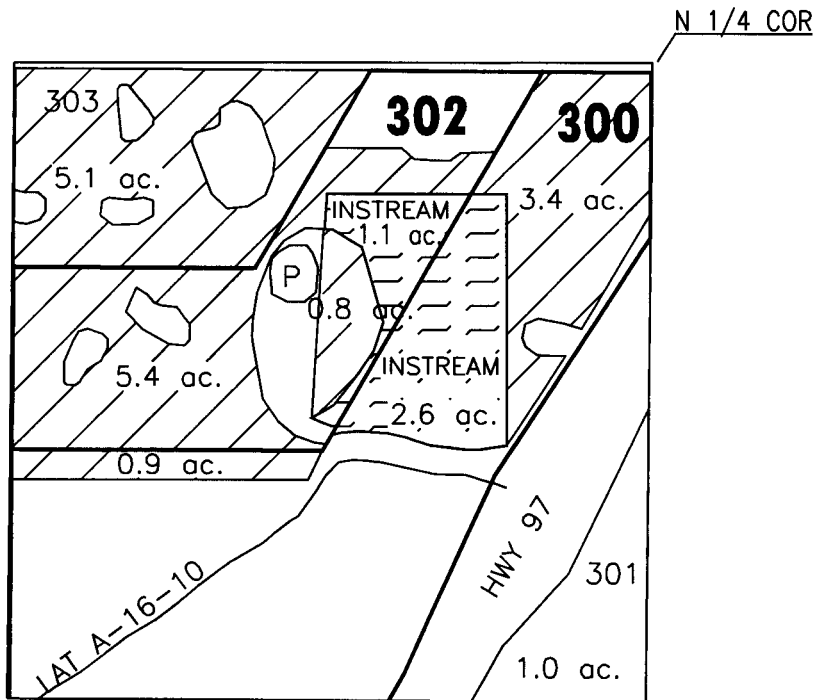 N 1/4 COR
303
302
300
5.1 ac.
3.4 ac.
INSTREAM
1.1 ac.
P
0.8 ac.
INSTREAM
5.4 ac.
2.6 ac.
0.9 ac.
HWY 97
LAT A-16-10
301
1.0 ac.